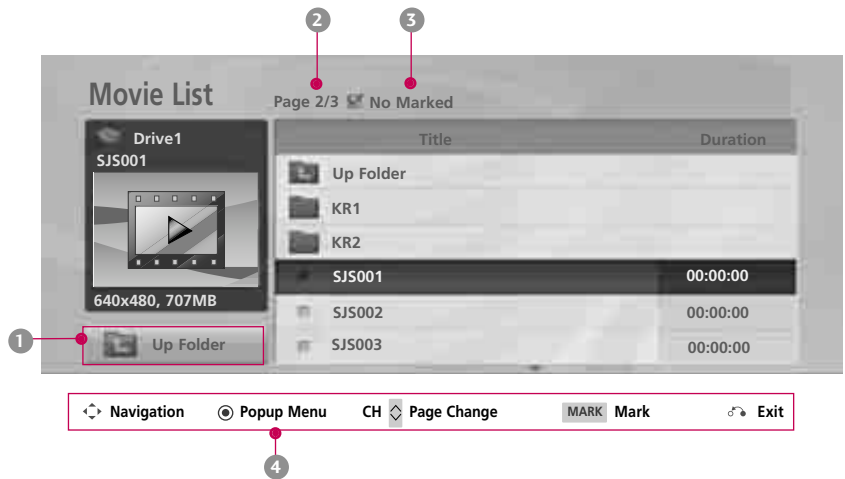 2 3
Movie List
Page 2/3 No Marked
Drive1
SJS001
640x480, 707MB
1
Up Folder
Title Duration
Up Folder
KR1
KR2
SJS001 00:00:00
SJS002 00:00:00
SJS003 00:00:00
Navigation Popup Menu CH Page Change MARK Mark Exit
4